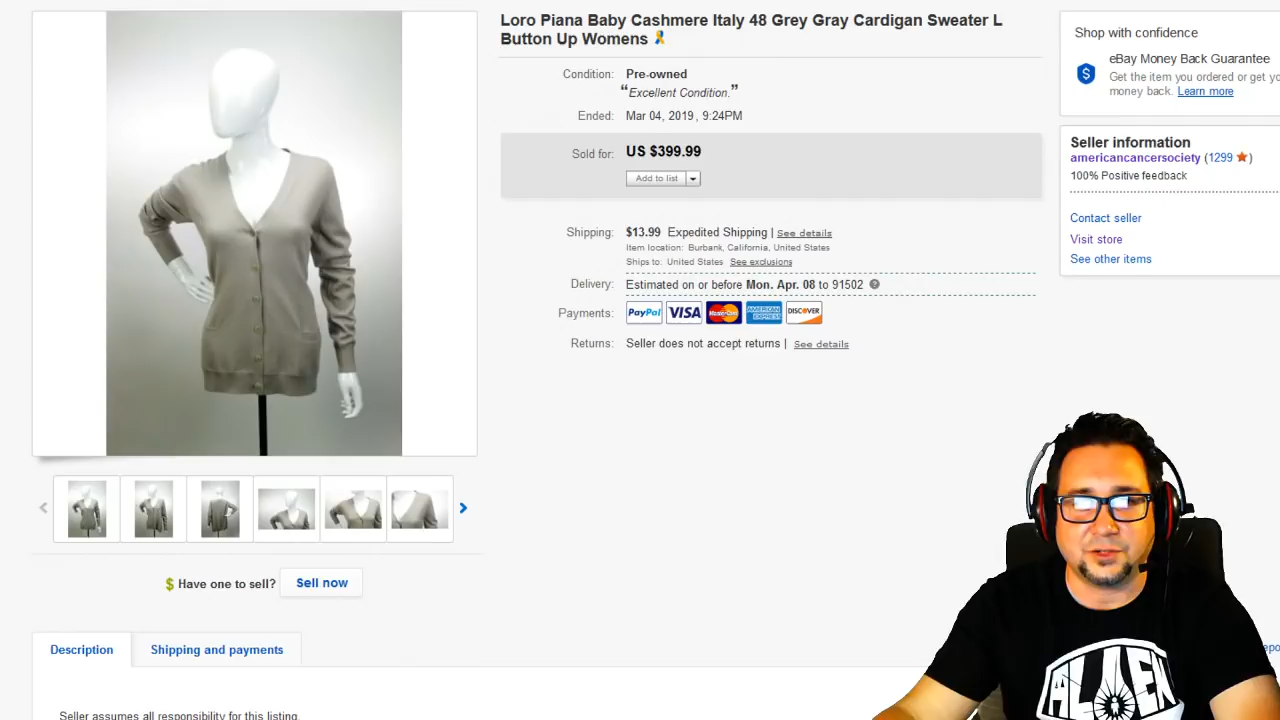 Loro Piana Baby Cashmere Italy 48 Grey Gray Cardigan Sweater L
Button Up Womens
Condition: Pre-owned
“Excellent Condition.”
Ended: Mar 04, 2019, 9:24PM
Sold for: US $399.99
Add to list
Shipping: $13.99 Expedited Shipping | See details
Item location: Burbank, California, United States
Ships to: United States See exclusions
Delivery: Estimated on or before Mon. Apr. 08 to 91502
Payments: PayPal VISA MasterCard AMERICAN EXPRESS DISCOVER
Returns: Seller does not accept returns | See details
Shop with confidence
eBay Money Back Guarantee
Get the item you ordered or get
money back. Learn more
Seller information
americancancersociety (1299)
100% Positive feedback
Contact seller
Visit store
See other items
$ Have one to sell? Sell now
Description
Shipping and payments
Seller assumes all responsibility for this listing.
ALIEN